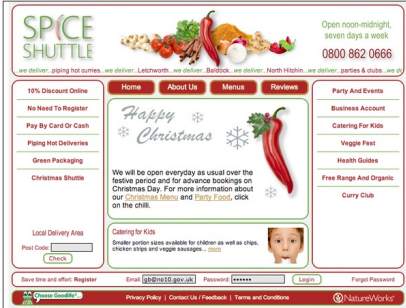 SPICE SHUTTLE
Open noon-midnight,
seven days a week
0800 862 0666
we deliver...piping hot curries...we deliver...Letchworth...we deliver...Baldock...we deliver..North Hitchin...we deliver...parties & clubs...we d
10% Discount Online
No Need To Register
Pay By Card Or Cash
Piping Hot Deliveries
Green Packaging
Christmas Shuttle
Local Delivery Area
Post Code:
Check
Home
About Us
Menus
Reviews
Happy
Christmas
We will be open everyday as usual over the
festive period and for advance bookings on
Christmas Day. For more information about
our Christmas Menu and Party Food, click
on the chilli.
Catering for Kids
Smaller portion sizes available for children as well as chips,
chicken strips and veggie sausages... more
Party And Events
Business Account
Catering For Kids
Veggie Fest
Health Guides
Free Range And Organic
Curry Club
Save time and effort: Register
Email: gb@no10.gov.uk
Password: ••••••
Login
Forgot Password
Choose Goodlife
Privacy Policy | Contact Us / Feedback | Terms and Conditions
NatureWorks